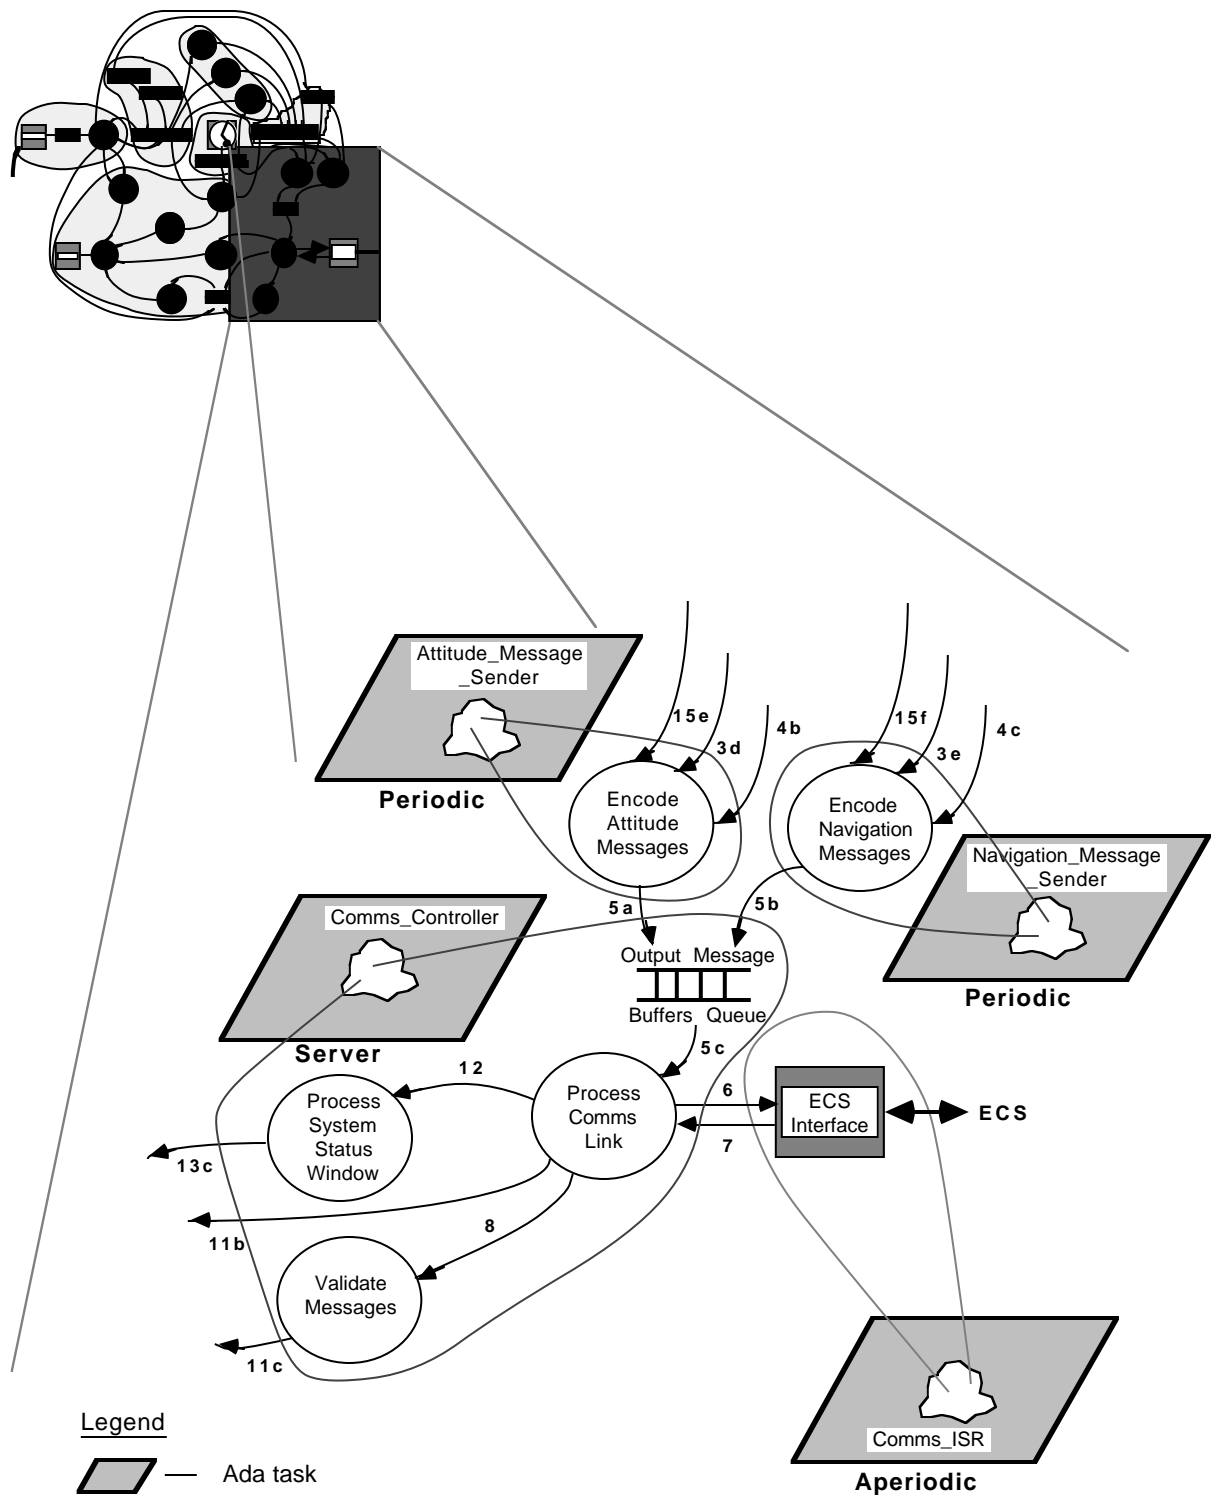 Attitude_Message
_Sender
Periodic
15e
3d
4b
15f
3e
4c
Encode
Attitude
Messages
Encode
Navigation
Messages
Navigation_Message
_Sender
Periodic
5a
5b
Comms_Controller
Server
Output Message
Buffers Queue
5c
12
Process
System
Status
Window
Process
Comms
Link
6
7
ECS
Interface
ECS
13c
11b
8
Validate
Messages
11c
Comms_ISR
Aperiodic
Legend
Ada task